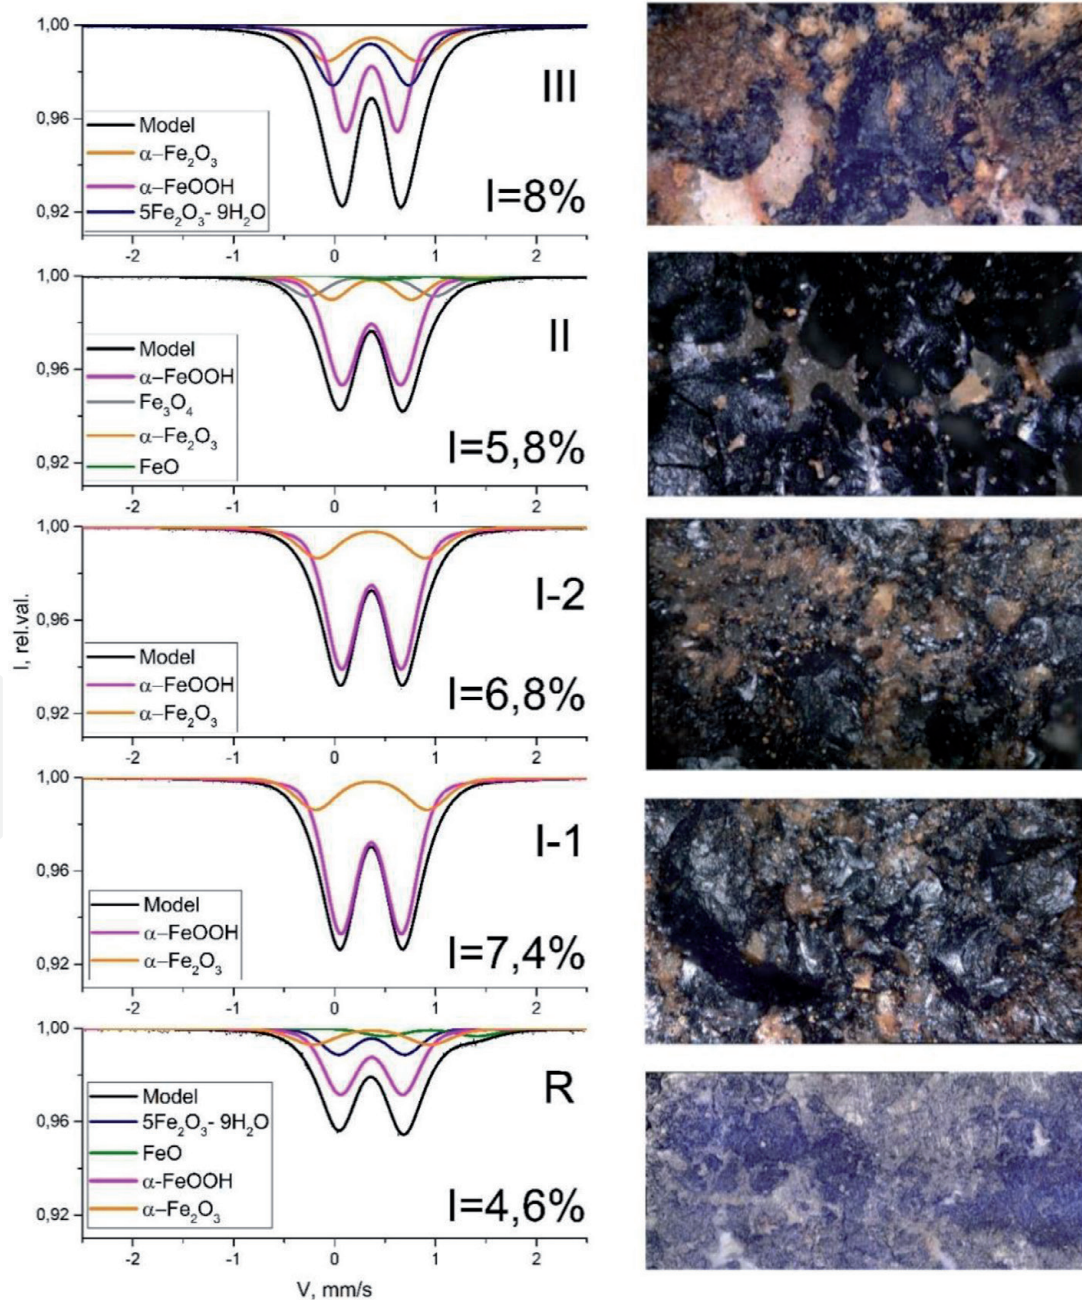 1,00
0,96
0,92
Model
α–Fe₂O₃
α–FeOOH
5Fe₂O₃- 9H₂O
III
I=8%
-2 -1 0 1 2
1,00
0,96
0,92
Model
α–FeOOH
Fe₃O₄
α–Fe₂O₃
FeO
II
I=5,8%
-2 -1 0 1 2
I, rel.val.
1,00
0,96
0,92
Model
α–FeOOH
α–Fe₂O₃
I-2
I=6,8%
-2 -1 0 1 2
1,00
0,96
0,92
Model
α–FeOOH
α–Fe₂O₃
I-1
I=7,4%
-2 -1 0 1 2
1,00
0,96
0,92
Model
5Fe₂O₃- 9H₂O
FeO
α-FeOOH
α–Fe₂O₃
R
I=4,6%
-2 -1 0 1 2
V, mm/s